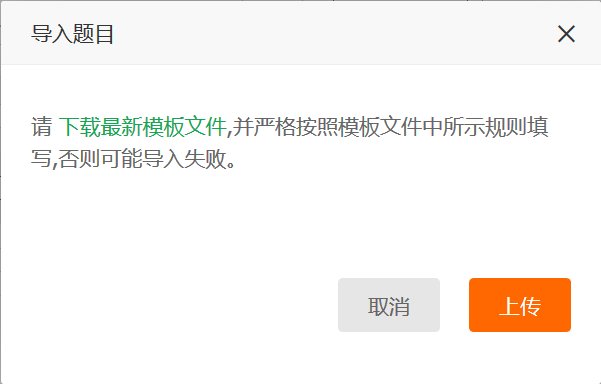 导入题目
请 下载最新模板文件,并严格按照模板文件中所示规则填
写,否则可能导入失败。
取消
上传